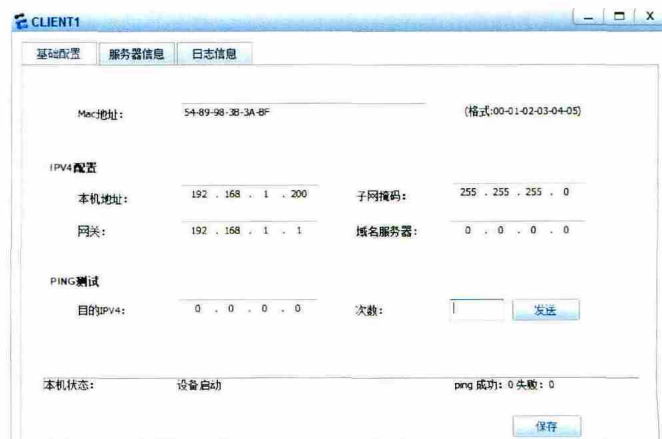 CLIENT1
基础配置 服务器信息 日志信息
Mac地址: 54-89-98-3B-3A-BF (格式:00-01-02-03-04-05)
IPV4配置
本机地址: 192 . 168 . 1 . 200 子网掩码: 255 . 255 . 255 . 0
网关: 192 . 168 . 1 . 1 域名服务器: 0 . 0 . 0 . 0
PING测试
目的IPV4: 0 . 0 . 0 . 0 次数: 发送
本机状态: 设备启动 ping 成功: 0 失败: 0
保存